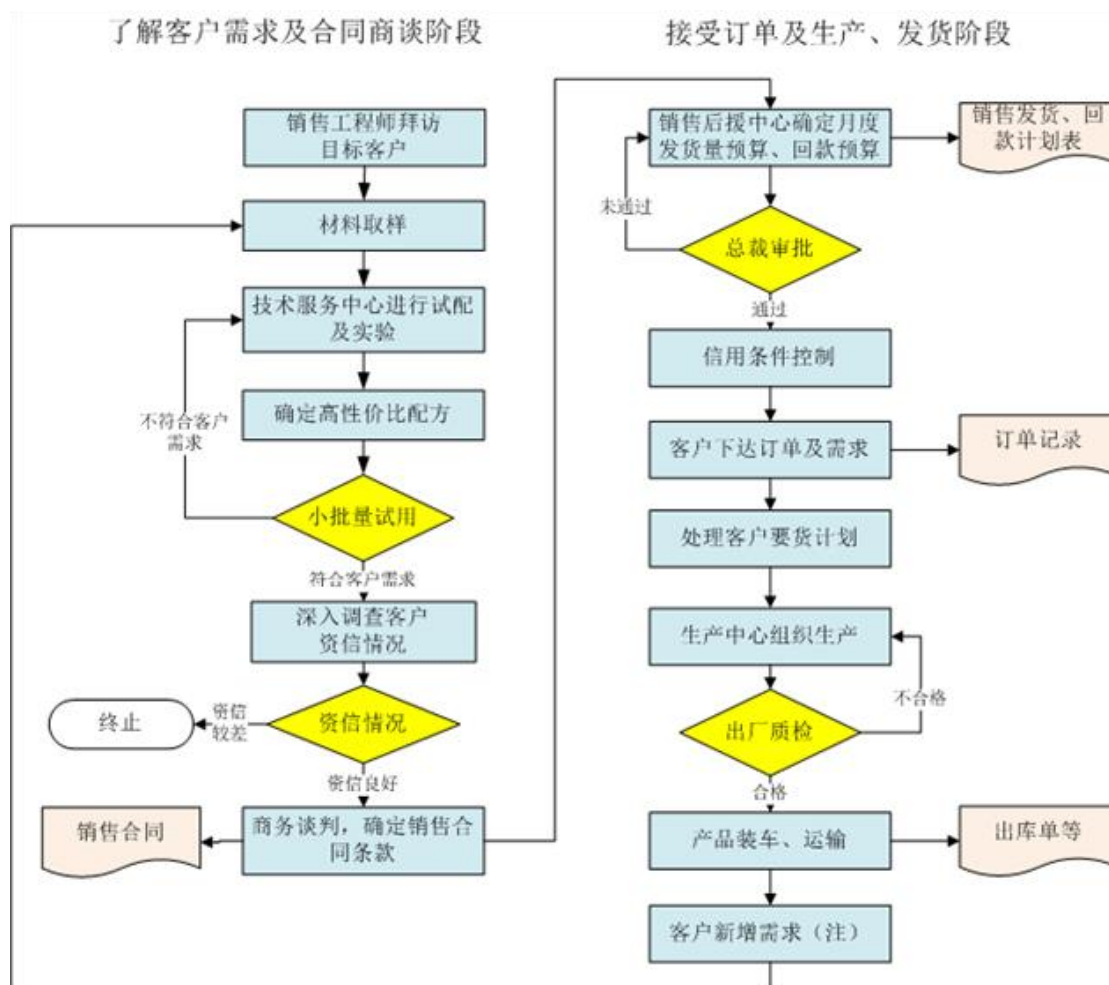 了解客户需求及合同商谈阶段
销售工程师拜访
目标客户
材料取样
技术服务中心进行试配
及实验
确定高性价比配方
不符合客户
需求
小批量试用
符合客户需求
深入调查客户
资信情况
资信情况
资信
较差
终止
资信良好
商务谈判，确定销售合
同条款
销售合同
接受订单及生产、发货阶段
销售后援中心确定月度
发货量预算、回款预算
销售发货、回
款计划表
未通过
总裁审批
通过
信用条件控制
客户下达订单及需求
订单记录
处理客户要货计划
生产中心组织生产
不合格
出厂质检
合格
产品装车、运输
出库单等
客户新增需求（注）